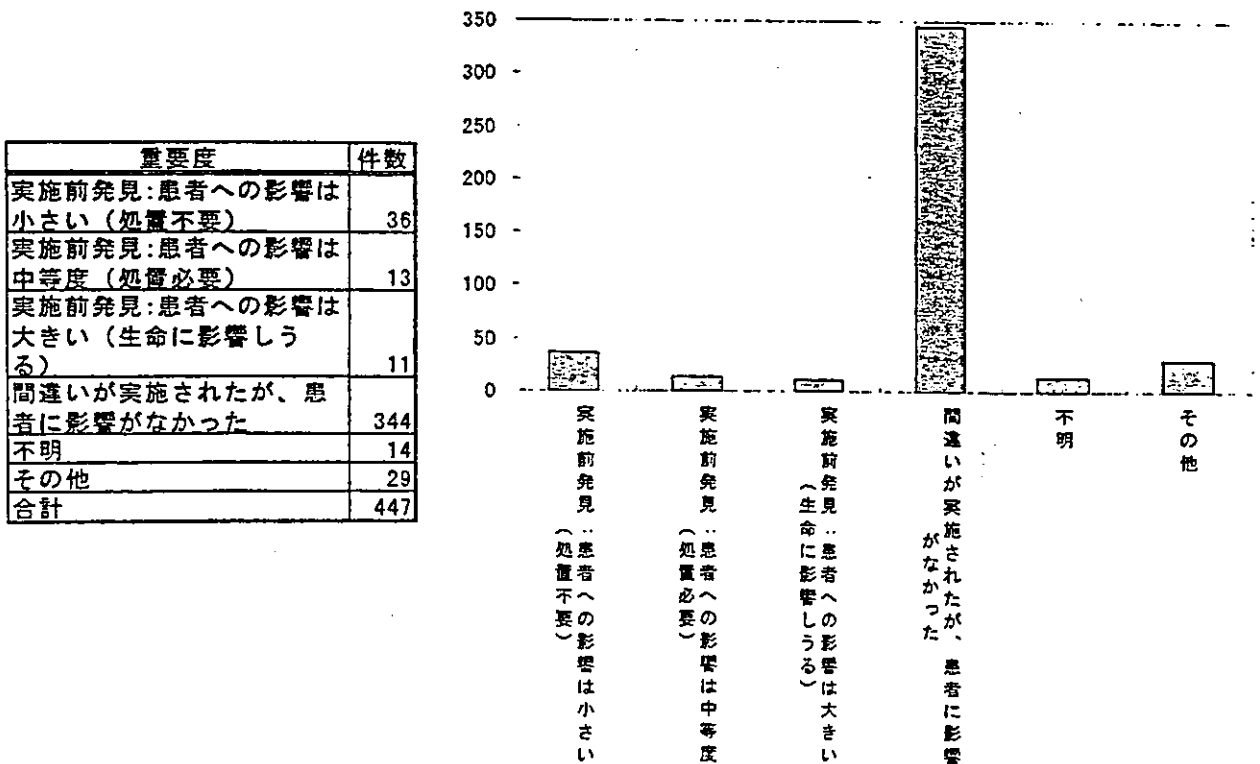 重要度 件数
実施前発見:患者への影響は
小さい（処置不要） 36
実施前発見:患者への影響は
中等度（処置必要） 13
実施前発見:患者への影響は
大きい（生命に影響しう
る） 11
間違いが実施されたが、患
者に影響がなかった 344
不明 14
その他 29
合計 447
350
300
250
200
150
100
50
0
実施前発見:患者への影響は小さい
（処置不要）
実施前発見:患者への影響は中等度
（処置必要）
実施前発見:患者への影響は大きい
（生命に影響しうる）
間違いが実施されたが、患者に影響
がなかった
不明
その他